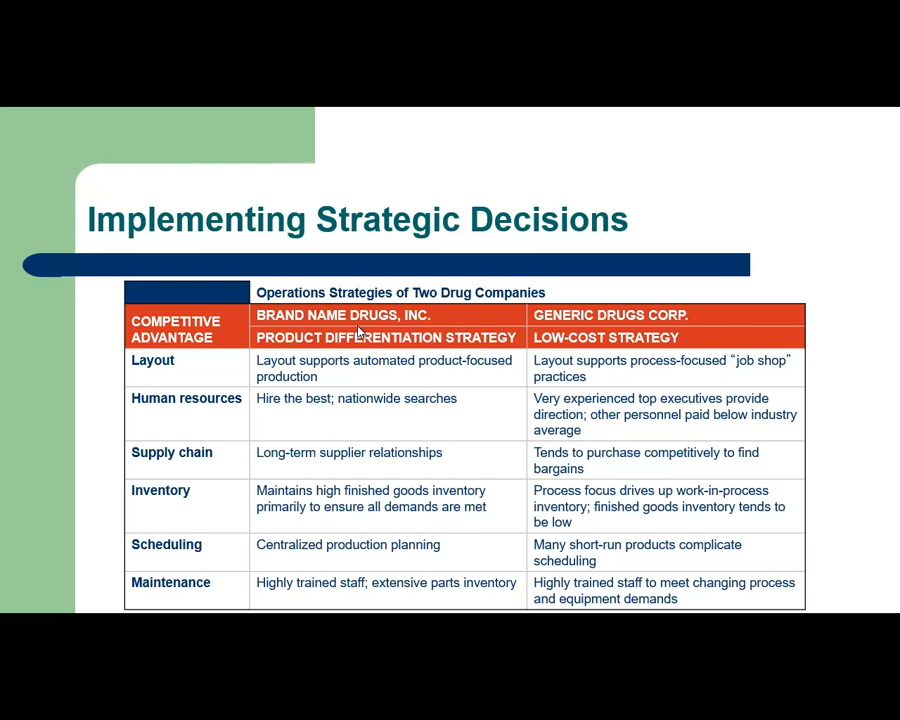 Implementing Strategic Decisions
Operations Strategies of Two Drug Companies
COMPETITIVE
ADVANTAGE
BRAND NAME DRUGS, INC.
GENERIC DRUGS CORP.
PRODUCT DIFFERENTIATION STRATEGY
LOW-COST STRATEGY
Layout
Layout supports automated product-focused
production
Layout supports process-focused “job shop”
practices
Human resources
Hire the best; nationwide searches
Very experienced top executives provide
direction; other personnel paid below industry
average
Supply chain
Long-term supplier relationships
Tends to purchase competitively to find
bargains
Inventory
Maintains high finished goods inventory
primarily to ensure all demands are met
Process focus drives up work-in-process
inventory; finished goods inventory tends to
be low
Scheduling
Centralized production planning
Many short-run products complicate
scheduling
Maintenance
Highly trained staff; extensive parts inventory
Highly trained staff to meet changing process
and equipment demands